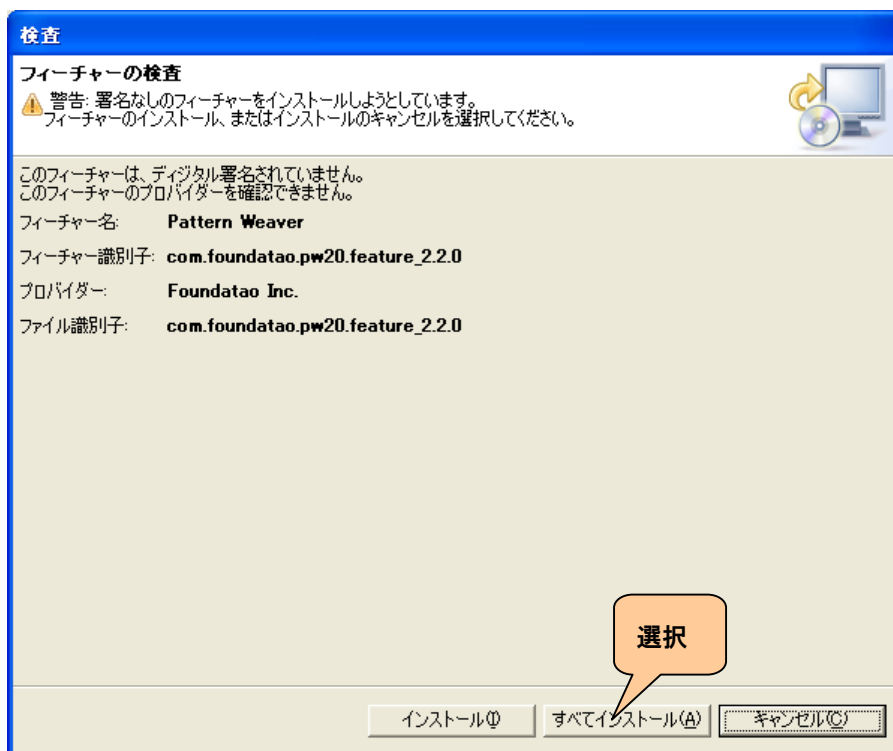 検査
フィーチャーの検査
警告: 署名なしのフィーチャーをインストールしようとしています。
フィーチャーのインストール、またはインストールのキャンセルを選択してください。
このフィーチャーは、ディジタル署名されていません。
このフィーチャーのプロバイダーを確認できません。
フィーチャー名: Pattern Weaver
フィーチャー識別子: com.foundatao.pw20.feature_2.2.0
プロバイダー: Foundatao Inc.
ファイル識別子: com.foundatao.pw20.feature_2.2.0
選択
インストール(I) すべてインストール(A) キャンセル(C)